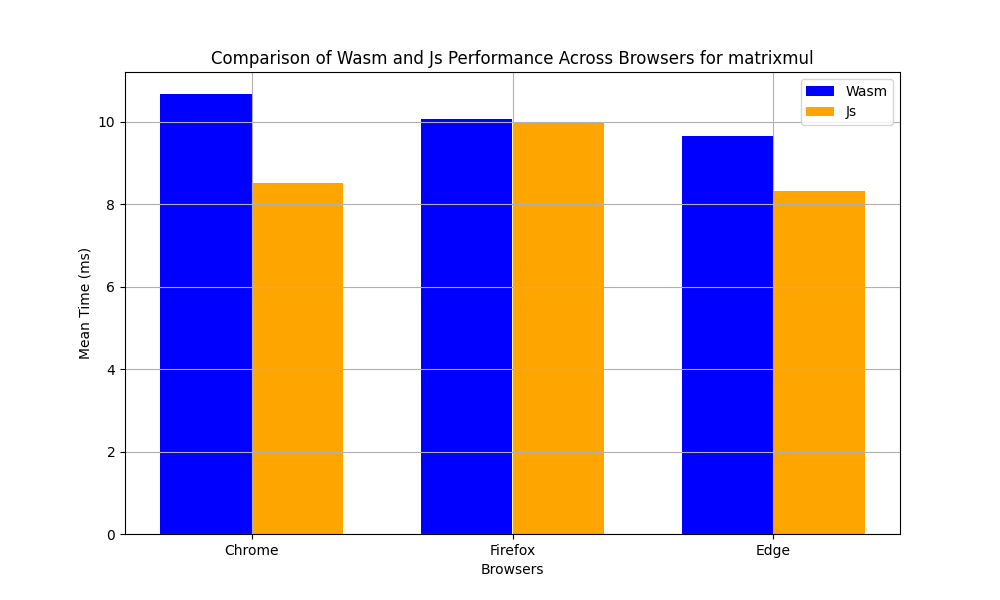 Comparison of Wasm and Js Performance Across Browsers for matrixmul
Wasm
Js
10
8
6
4
2
0
Mean Time (ms)
Chrome
Firefox
Edge
Browsers